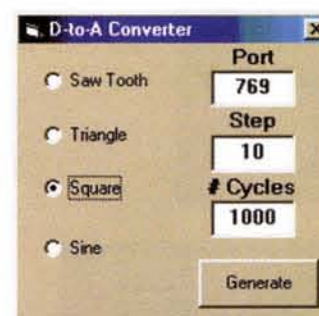 D-to-A Converter
Port
Saw Tooth
769
Step
Triangle
10
Square
# Cycles
1000
Sine
Generate